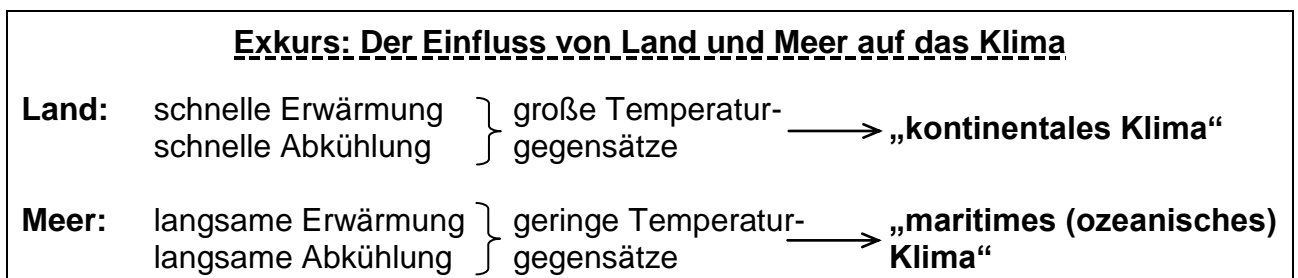 Exkurs: Der Einfluss von Land und Meer auf das Klima
Land: schnelle Erwärmung große Temperatur-
schnelle Abkühlung gegensätze
„kontinentales Klima“
Meer: langsame Erwärmung geringe Temperatur- „maritimes (ozeanisches)
langsame Abkühlung gegensätze Klima“